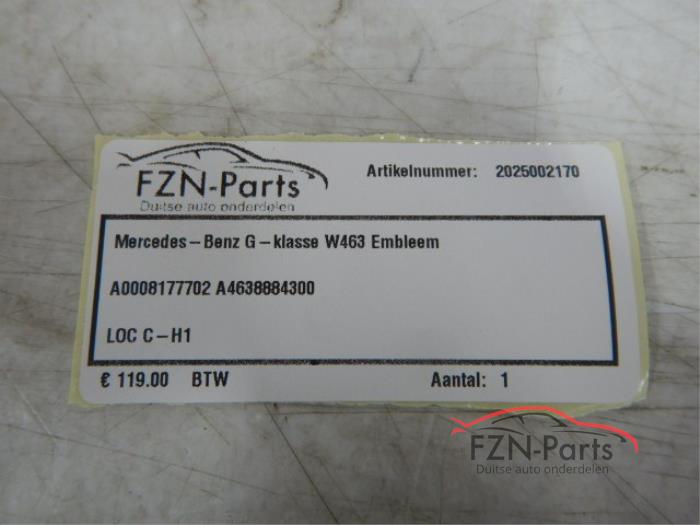 FZN-Parts
Duitse auto onderdelen
Artikelnummer: 2025002170
Mercedes-Benz G-klasse W463 Embleem
A0008177702 A4638884300
LOC C-H1
€ 119.00 BTW
Aantal: 1
FZN-Parts
Duitse auto onderdelen